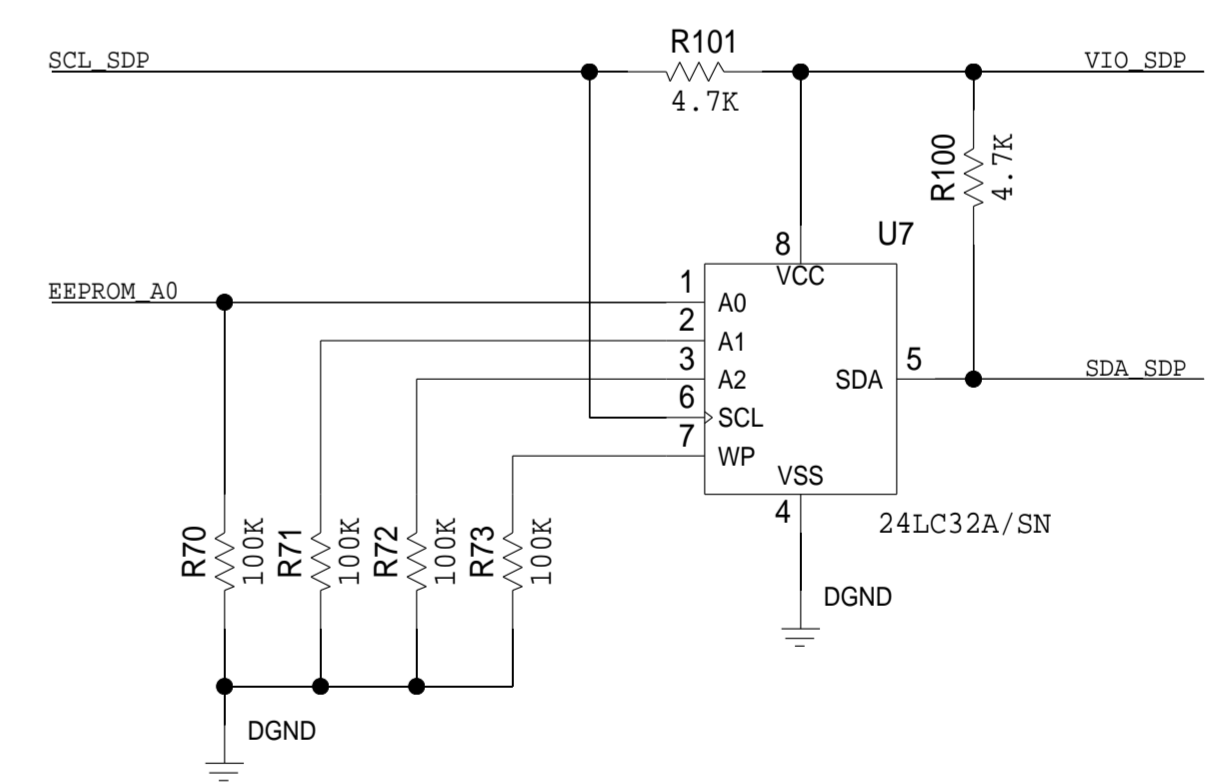 R101
SCL_SDP
VIO_SDP
4.7K
R100
4.7K
U7
8
VCC
EEPROM_A0
1
A0
2
A1
3
A2
SDA
5
SDA_SDP
6
SCL
7
WP
VSS
4
24LC32A/SN
R70
100K
R71
100K
R72
100K
R73
100K
DGND
DGND